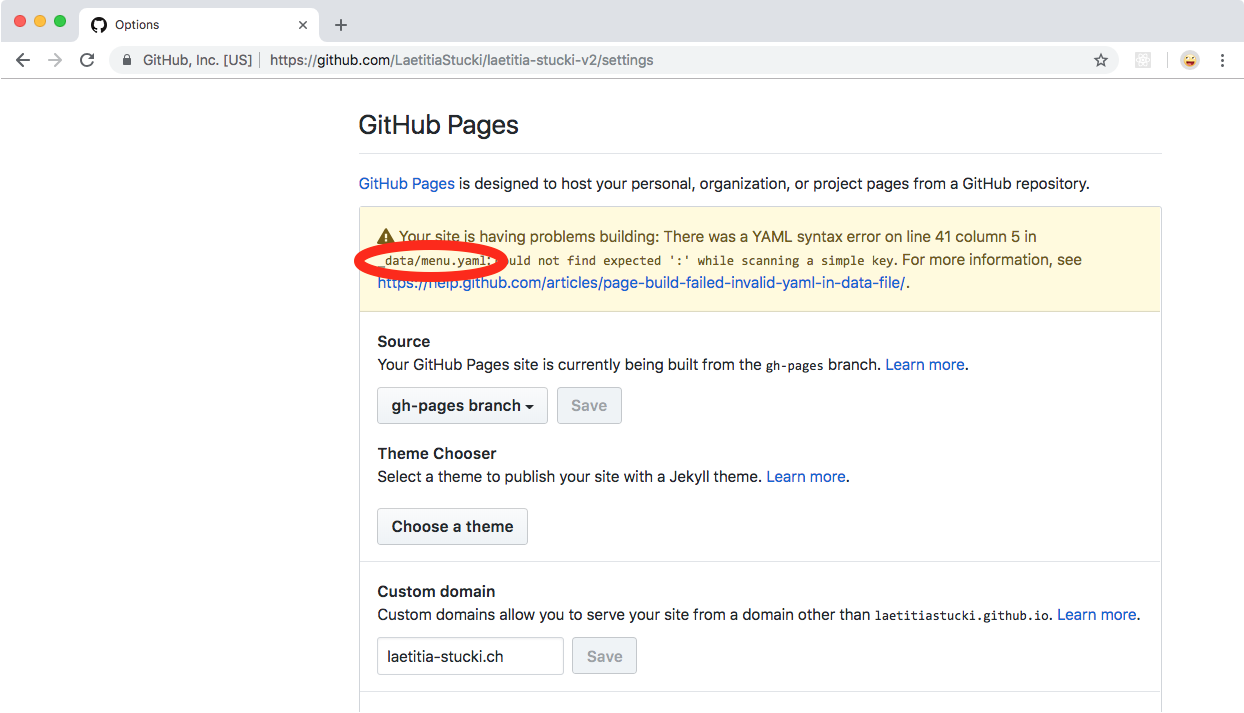 Options
GitHub, Inc. [US] https://github.com/LaetitiaStucki/laetitia-stucki-v2/settings
GitHub Pages
GitHub Pages is designed to host your personal, organization, or project pages from a GitHub repository.
Your site is having problems building: There was a YAML syntax error on line 41 column 5 in
_data/menu.yaml: could not find expected ':' while scanning a simple key. For more information, see
https://help.github.com/articles/page-build-failed-invalid-yaml-in-data-file/.
Source
Your GitHub Pages site is currently being built from the gh-pages branch. Learn more.
gh-pages branch Save
Theme Chooser
Select a theme to publish your site with a Jekyll theme. Learn more.
Choose a theme
Custom domain
Custom domains allow you to serve your site from a domain other than laetitiastucki.github.io. Learn more.
laetitia-stucki.ch Save